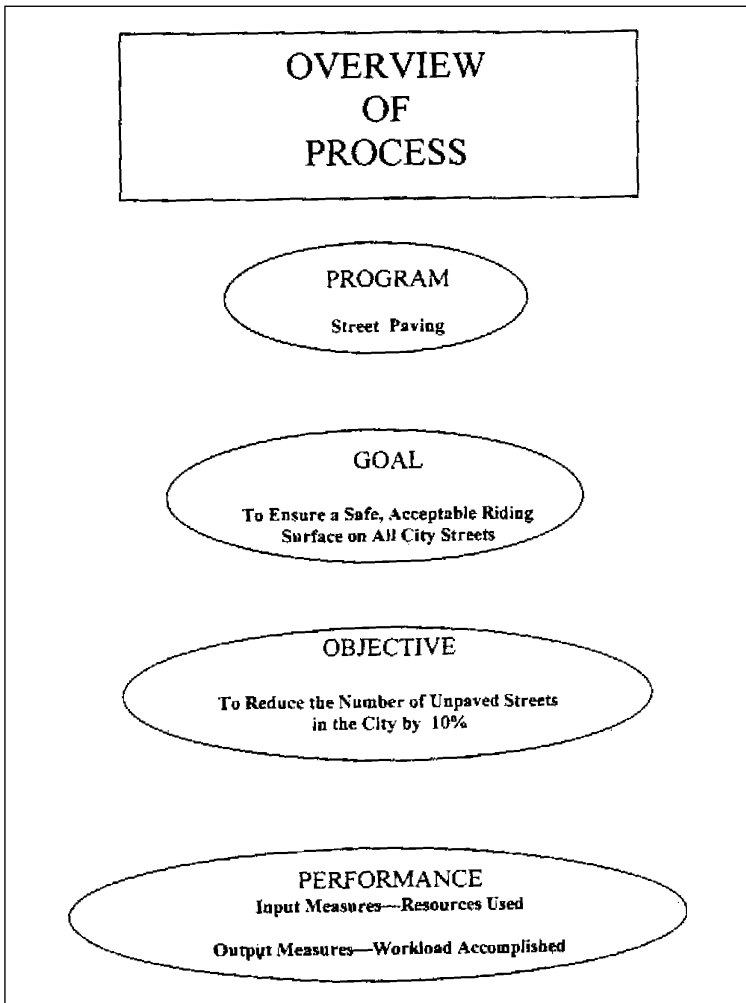 OVERVIEW
OF
PROCESS
PROGRAM
Street Paving
GOAL
To Ensure a Safe, Acceptable Riding
Surface on All City Streets
OBJECTIVE
To Reduce the Number of Unpaved Streets
in the City by 10%
PERFORMANCE
Input Measures—Resources Used
Output Measures—Workload Accomplished